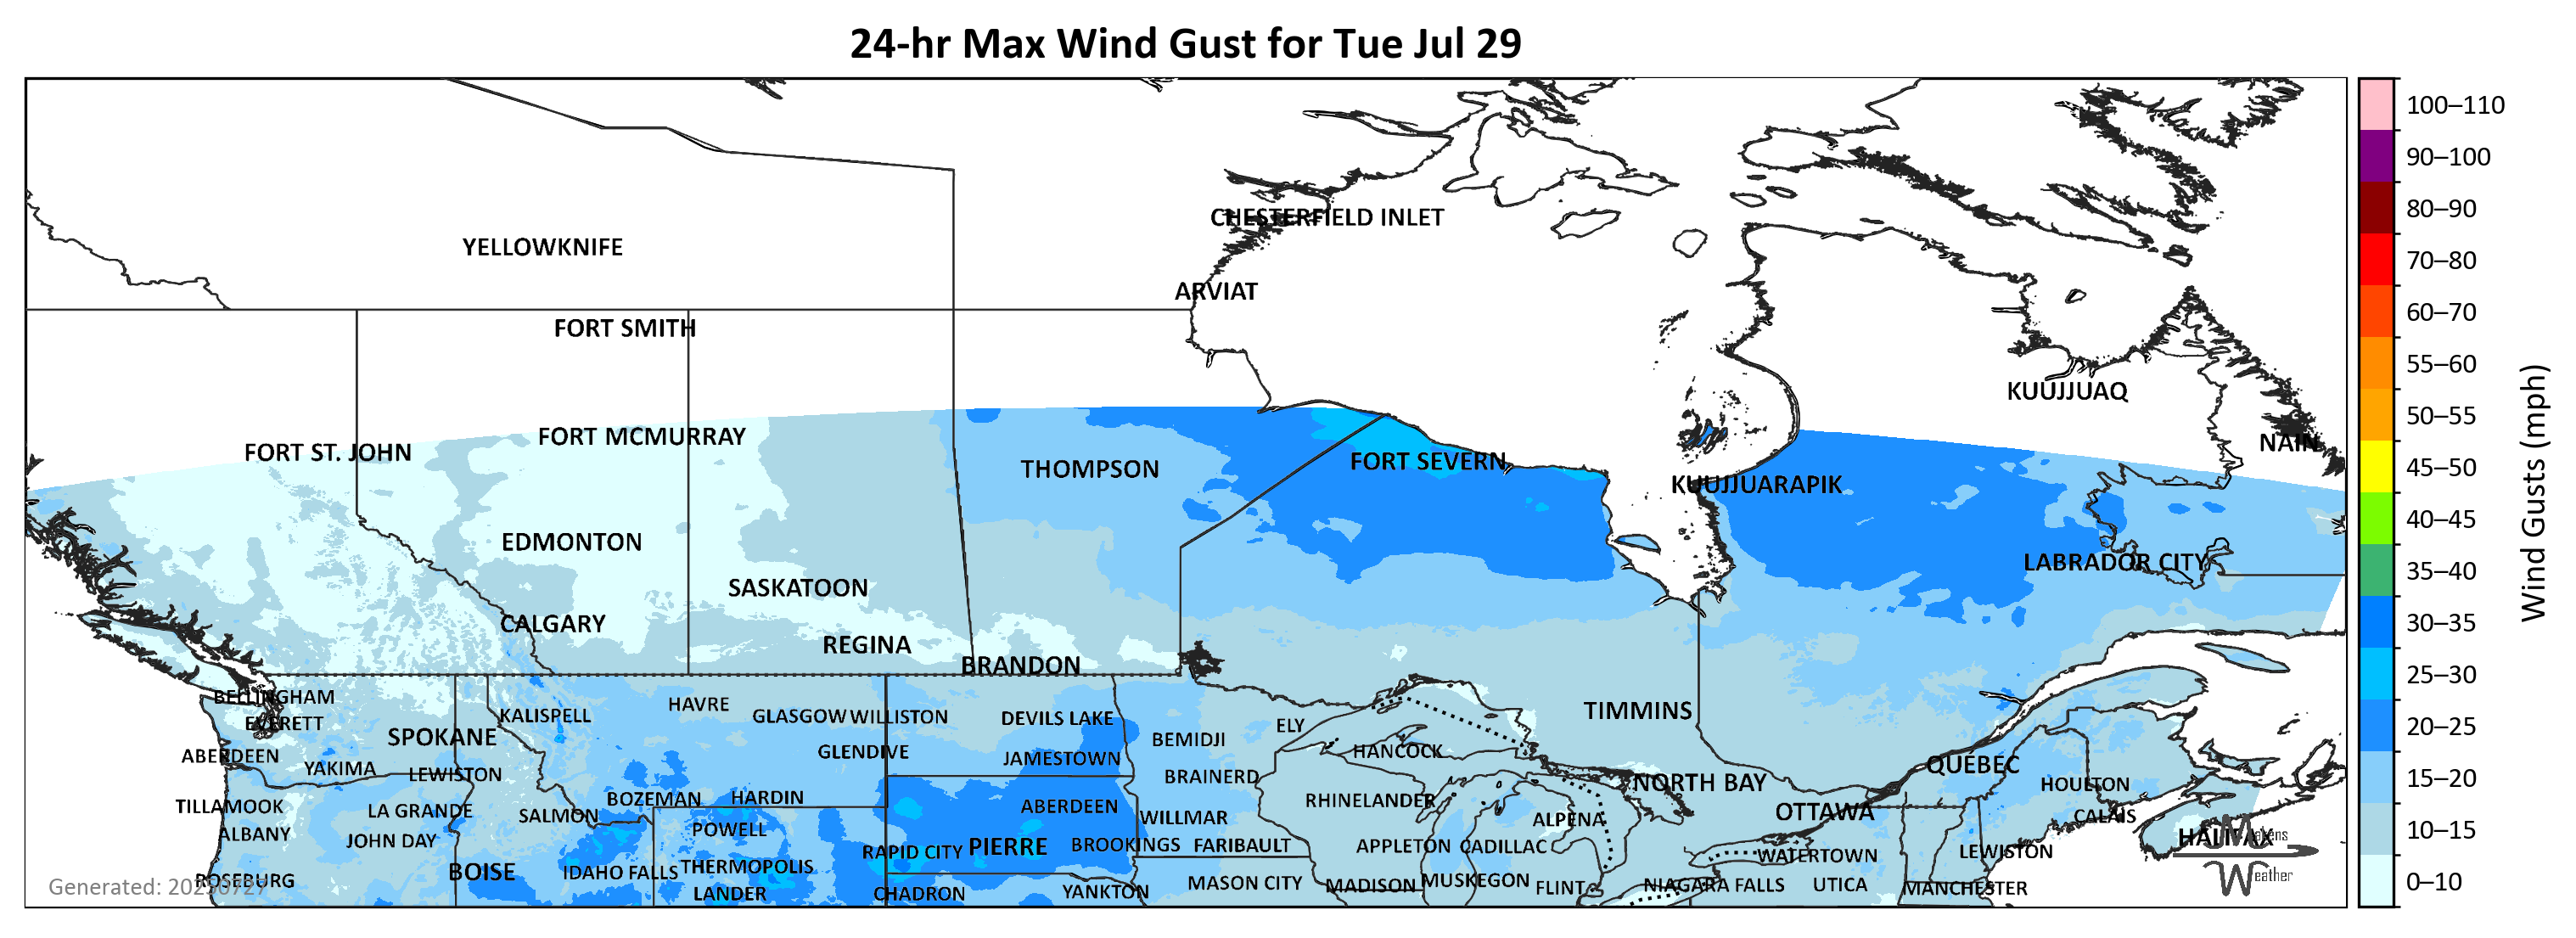 24-hr Max Wind Gust for Tue Jul 29
100–110
90–100
80–90
70–80
60–70
55–60
50–55
45–50
40–45
35–40
30–35
25–30
20–25
15–20
10–15
0–10
Wind Gusts (mph)
CHESTERFIELD INLET
YELLOWKNIFE
ARVIAT
FORT SMITH
KUUJJUAQ
FORT MCMURRAY
NAIN
FORT ST. JOHN
FORT SEVERN
THOMPSON
KUUJJUARAPIK
EDMONTON
LABRADOR CITY
SASKATOON
CALGARY
REGINA
BRANDON
BELLINGHAM
HAVRE
TIMMINS
KALISPELL
GLASGOW
WILLISTON
DEVILS LAKE
EVERETT
ELY
SPOKANE
BEMIDJI
HANCOCK
GLENDIVE
ABERDEEN
JAMESTOWN
QUÉBEC
YAKIMA
LEWISTON
BRAINERD
NORTH BAY
HOULTON
BOZEMAN
HARDIN
RHINELANDER
TILLAMOOK
LA GRANDE
ABERDEEN
OTTAWA
SALMON
CALAIS
WILLMAR
ALPENA
POWELL
ALBANY
HALIFAX
Makens
JOHN DAY
PIERRE
BROOKINGS
FARIBAULT
APPLETON
CADILLAC
RAPID CITY
LEWISTON
WATERTOWN
THERMOPOLIS
BOISE
IDAHO FALLS
Weather
ROSEBURG
MUSKEGON
MASON CITY
MADISON
NIAGARA FALLS
UTICA
FLINT
MANCHESTER
Generated: 20250727
LANDER
CHADRON
YANKTON